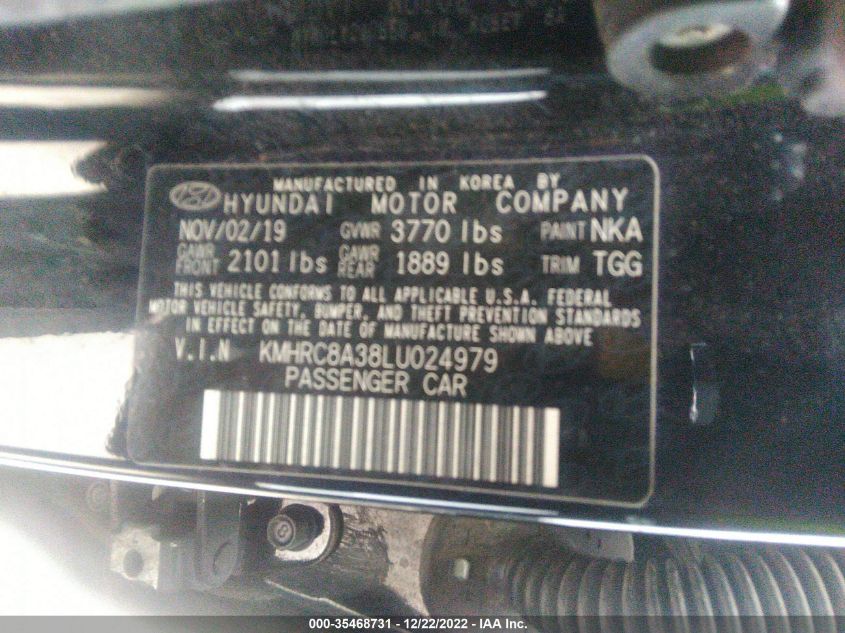 MANUFACTURED IN KOREA BY
HYUNDAI MOTOR COMPANY
NOV/02/19 GVWR 3770 lbs PAINT NKA
GAWR FRONT 2101 lbs GAWR REAR 1889 lbs TRIM TGG
THIS VEHICLE CONFORMS TO ALL APPLICABLE U.S.A. FEDERAL
MOTOR VEHICLE SAFETY, BUMPER, AND THEFT PREVENTION STANDARDS
IN EFFECT ON THE DATE OF MANUFACTURE SHOWN ABOVE
V.I.N KMHRC8A38LU024979
PASSENGER CAR
000-35468731 - 12/22/2022 - IAA Inc.